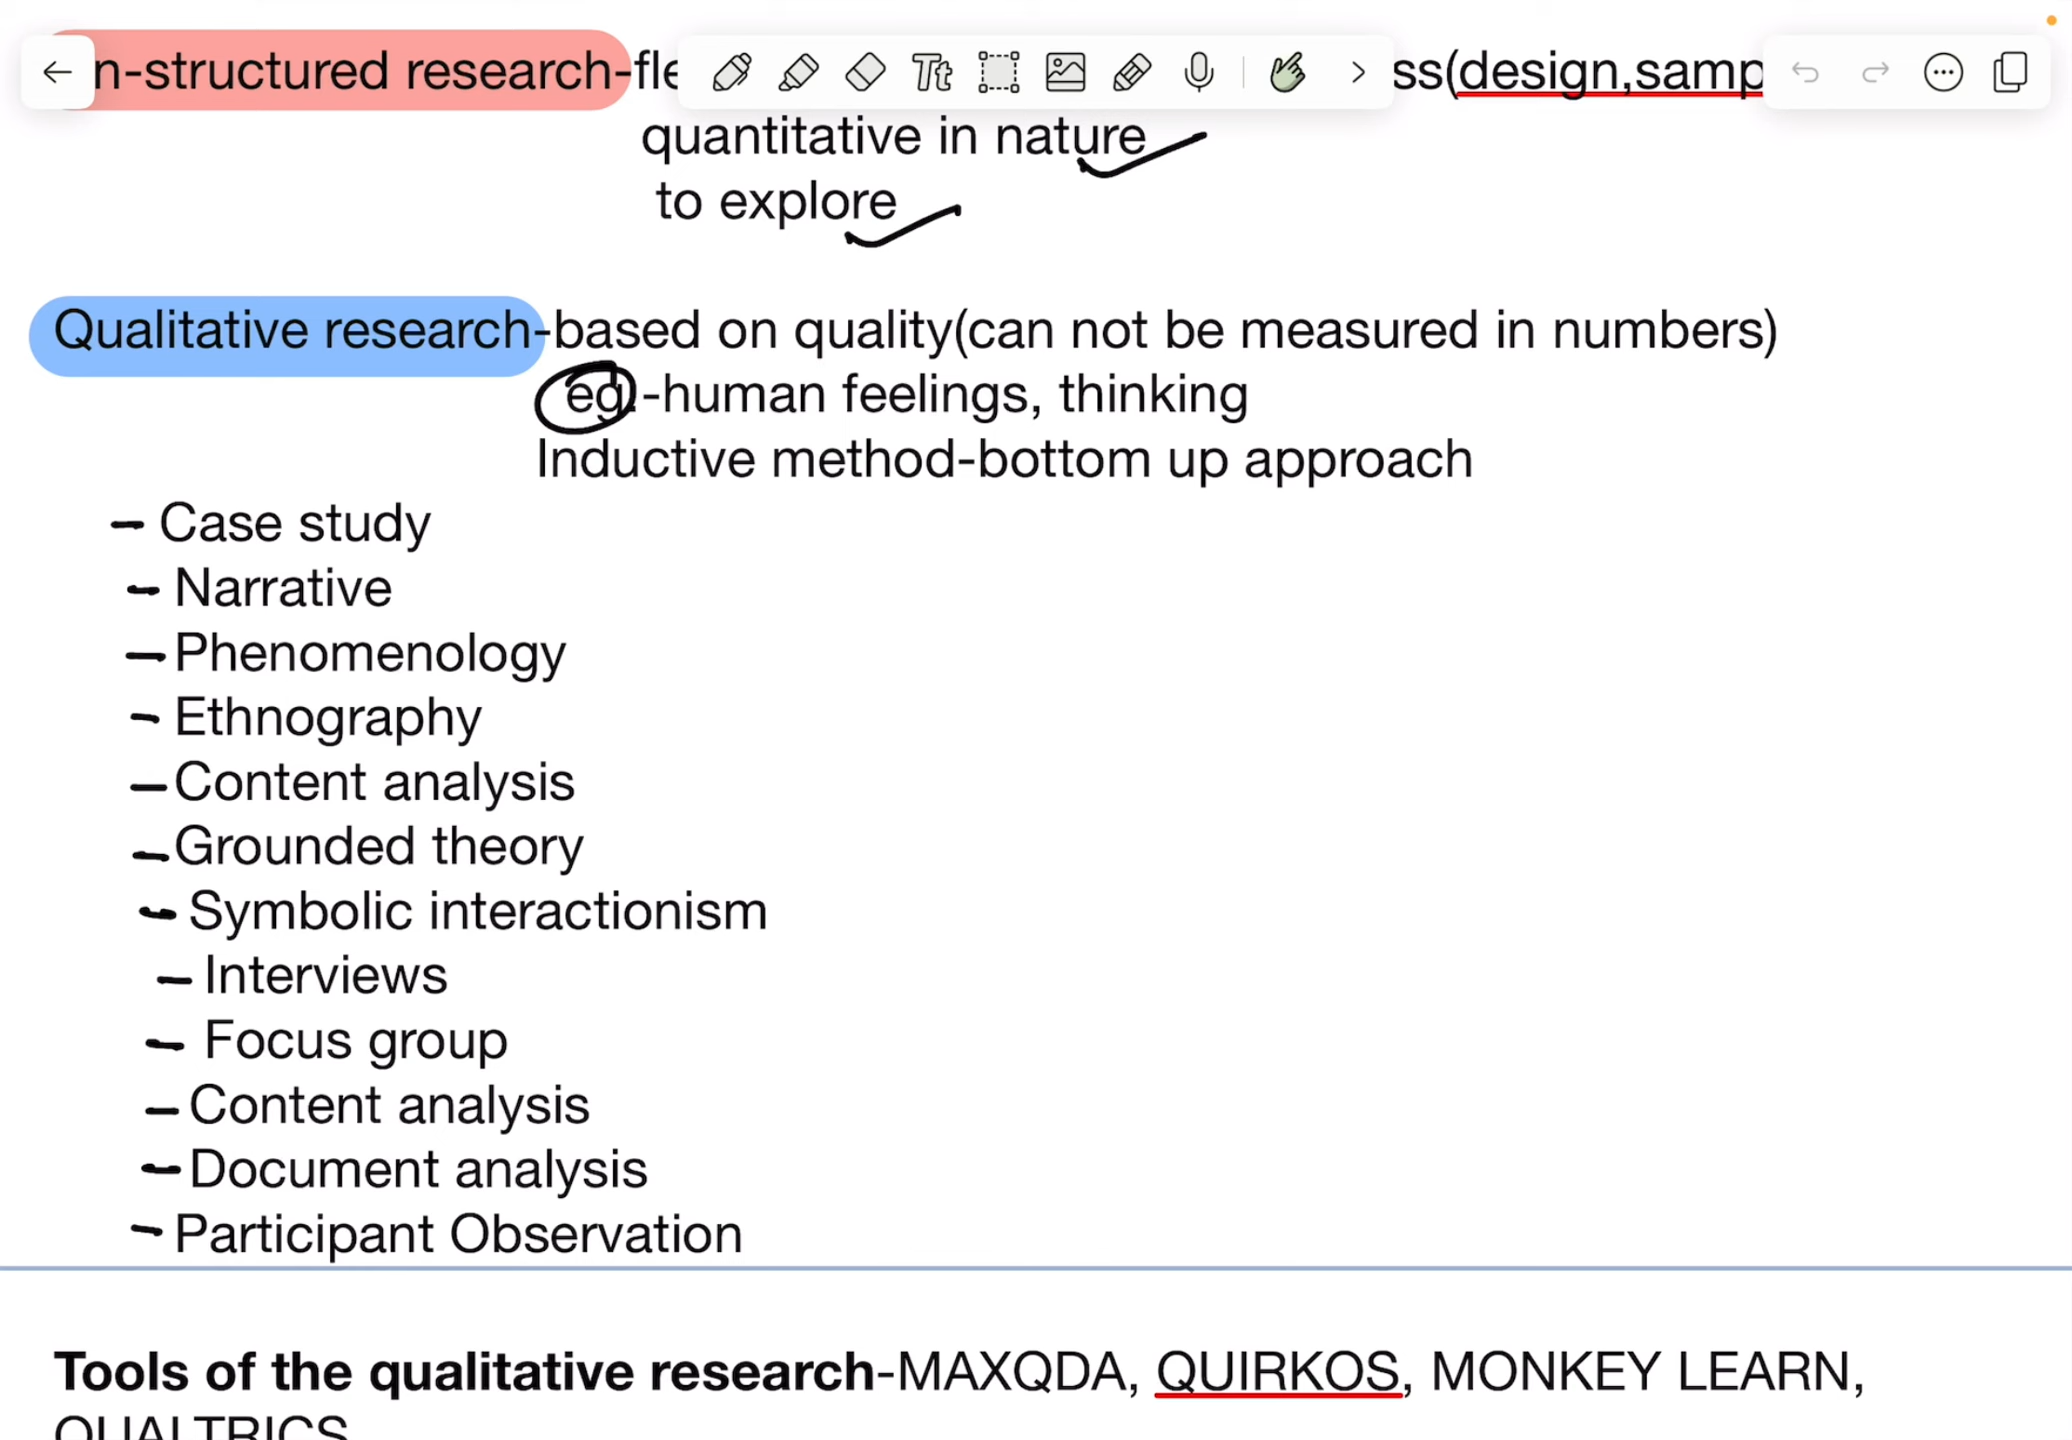 n-structured research-fle ss(design,samp
quantitative in nature
to explore
Qualitative research-based on quality(can not be measured in numbers)
eg.-human feelings, thinking
Inductive method-bottom up approach
- Case study
- Narrative
- Phenomenology
- Ethnography
- Content analysis
- Grounded theory
- Symbolic interactionism
- Interviews
- Focus group
- Content analysis
- Document analysis
- Participant Observation
Tools of the qualitative research-MAXQDA, QUIRKOS, MONKEY LEARN,
QUALTRICS